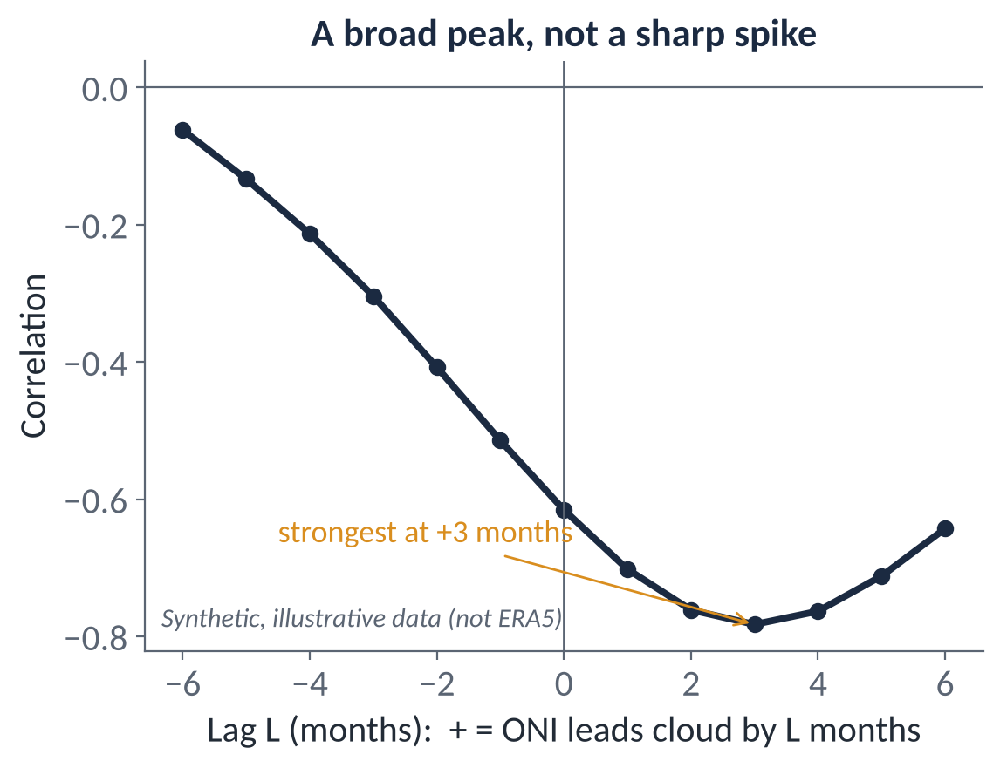 A broad peak, not a sharp spike
0.0
−0.2
−0.4
−0.6
−0.8
Correlation
strongest at +3 months
Synthetic, illustrative data (not ERA5)
−6 −4 −2 0 2 4 6
Lag L (months):  + = ONI leads cloud by L months